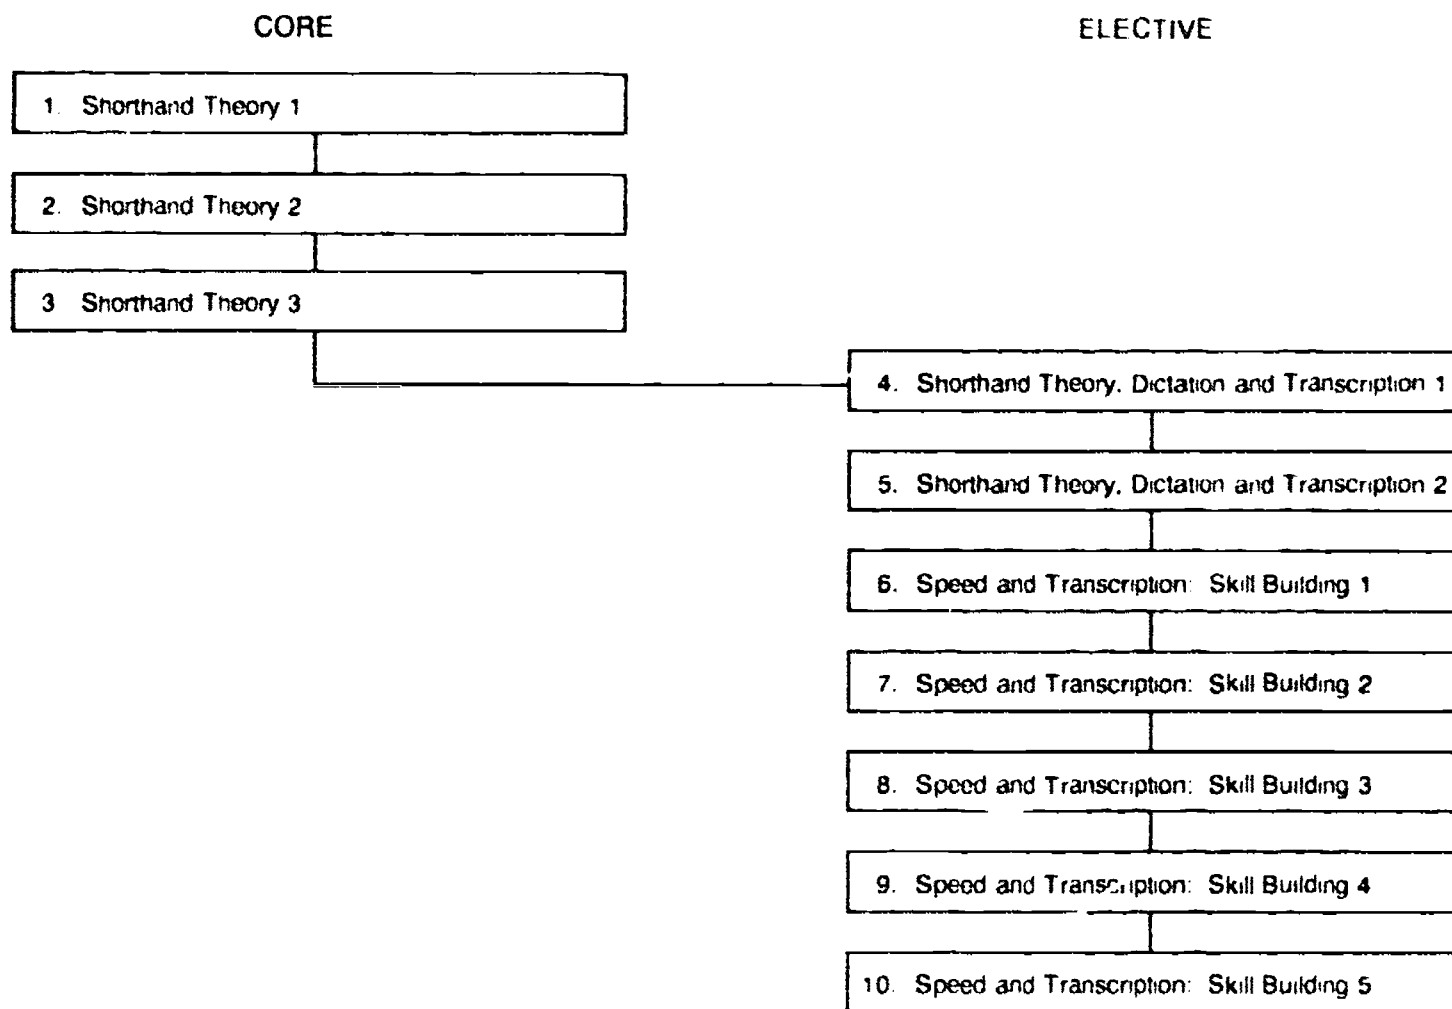 CORE
ELECTIVE
1. Shorthand Theory 1
2. Shorthand Theory 2
3 Shorthand Theory 3
4. Shorthand Theory, Dictation and Transcription 1
5. Shorthand Theory, Dictation and Transcription 2
6. Speed and Transcription: Skill Building 1
7. Speed and Transcription: Skill Building 2
8. Speed and Transcription: Skill Building 3
9. Speed and Transcription: Skill Building 4
10. Speed and Transcription: Skill Building 5